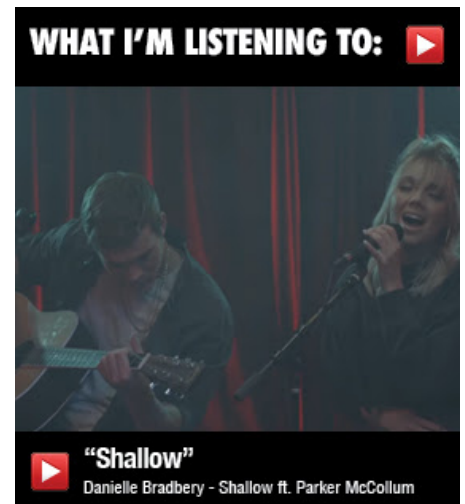 WHAT I'M LISTENING TO:
“Shallow”
Danielle Bradbery - Shallow ft. Parker McCollum